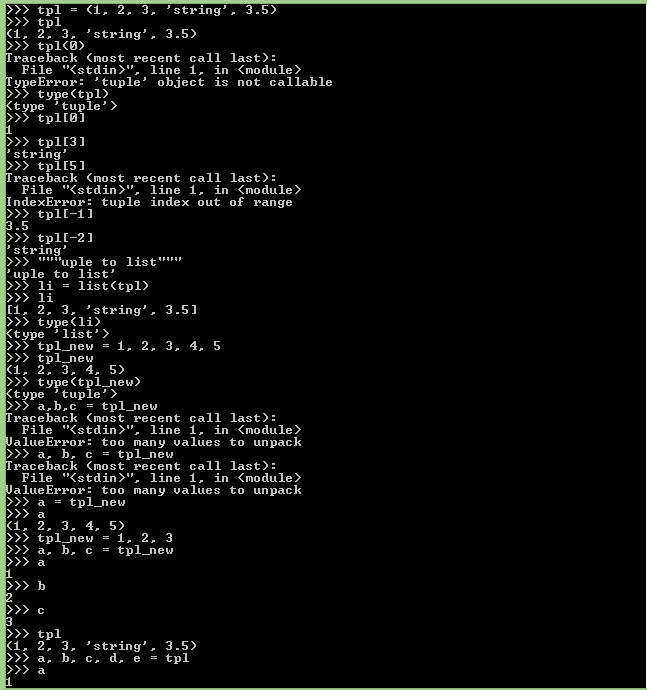 >>> tpl = (1, 2, 3, 'string', 3.5)
>>> tpl
(1, 2, 3, 'string', 3.5)
>>> tpl(0)
Traceback (most recent call last):
  File "<stdin>", line 1, in <module>
TypeError: 'tuple' object is not callable
>>> type(tpl)
<type 'tuple'>
>>> tpl[0]
1
>>> tpl[3]
'string'
>>> tpl[5]
Traceback (most recent call last):
  File "<stdin>", line 1, in <module>
IndexError: tuple index out of range
>>> tpl[-1]
3.5
>>> tpl[-2]
'string'
>>> """uple to list"""
'uple to list'
>>> li = list(tpl)
>>> li
[1, 2, 3, 'string', 3.5]
>>> type(li)
<type 'list'>
>>> tpl_new = 1, 2, 3, 4, 5
>>> tpl_new
(1, 2, 3, 4, 5)
>>> type(tpl_new)
<type 'tuple'>
>>> a,b,c = tpl_new
Traceback (most recent call last):
  File "<stdin>", line 1, in <module>
ValueError: too many values to unpack
>>> a, b, c = tpl_new
Traceback (most recent call last):
  File "<stdin>", line 1, in <module>
ValueError: too many values to unpack
>>> a = tpl_new
>>> a
(1, 2, 3, 4, 5)
>>> tpl_new = 1, 2, 3
>>> a, b, c = tpl_new
>>> a
1
>>> b
2
>>> c
3
>>> tpl
(1, 2, 3, 'string', 3.5)
>>> a, b, c, d, e = tpl
>>> a
1